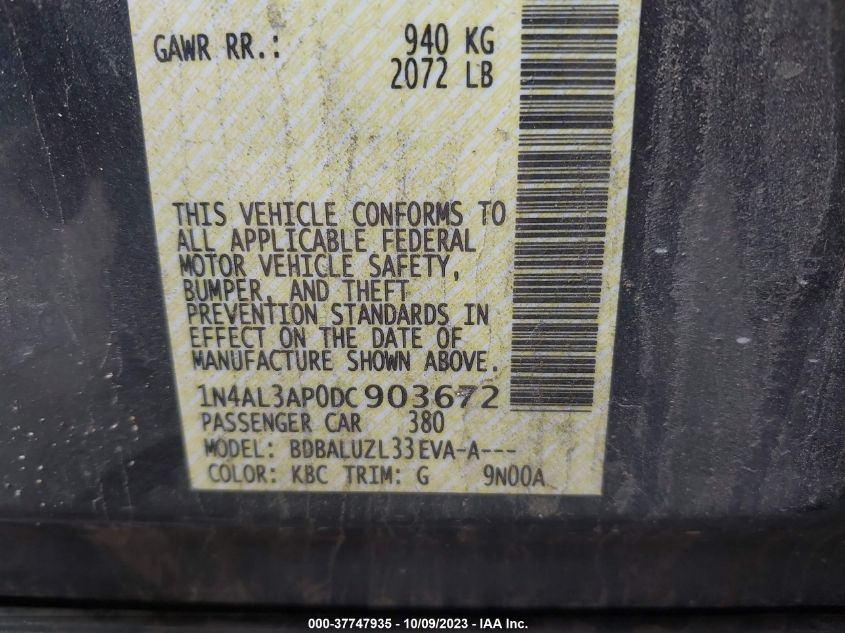 GAWR RR.: 940 KG
2072 LB
THIS VEHICLE CONFORMS TO
ALL APPLICABLE FEDERAL
MOTOR VEHICLE SAFETY,
BUMPER, AND THEFT
PREVENTION STANDARDS IN
EFFECT ON THE DATE OF
MANUFACTURE SHOWN ABOVE.
1N4AL3AP0DC903672
PASSENGER CAR 380
MODEL: BDBALUZL33EVA-A---
COLOR: KBC TRIM: G 9N00A
000-37747935 - 10/09/2023 - IAA Inc.